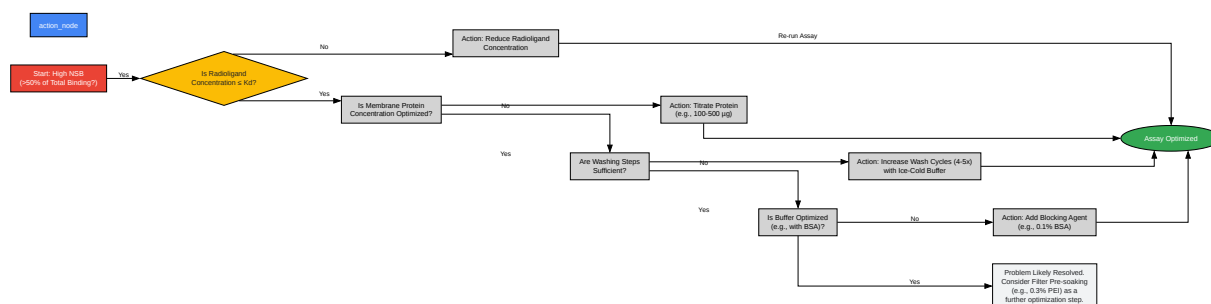 action_node
Start: High NSB
(>50% of Total Binding?)
Yes
Is Radioligand
Concentration ≤ Kd?
No
Action: Reduce Radioligand
Concentration
Re-run Assay
Yes
Is Membrane Protein
Concentration Optimized?
No
Action: Titrate Protein
(e.g., 100-500 µg)
Assay Optimized
Yes
Are Washing Steps
Sufficient?
No
Action: Increase Wash Cycles (4-5x)
with Ice-Cold Buffer
Yes
Is Buffer Optimized
(e.g., with BSA)?
No
Action: Add Blocking Agent
(e.g., 0.1% BSA)
Yes
Problem Likely Resolved.
Consider Filter Pre-soaking
(e.g., 0.3% PEI) as a
further optimization step.